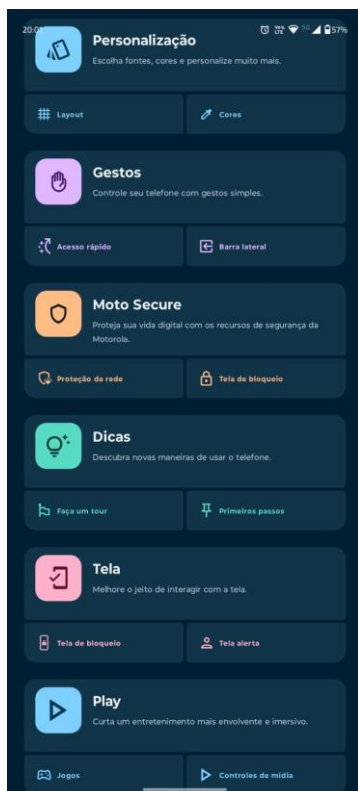 20:01 5G 57%
Personalização
Escolha fontes, cores e personalize muito mais.
Layout
Cores
Gestos
Controle seu telefone com gestos simples.
Acesso rápido
Barra lateral
Moto Secure
Proteja sua vida digital com os recursos de segurança da
Motorola.
Proteção da rede
Tela de bloqueio
Dicas
Descubra novas maneiras de usar o telefone.
Faça um tour
Primeiros passos
Tela
Melhore o jeito de interagir com a tela.
Tela de bloqueio
Tela alerta
Play
Curta um entretenimento mais envolvente e imersivo.
Jogos
Controles de mídia